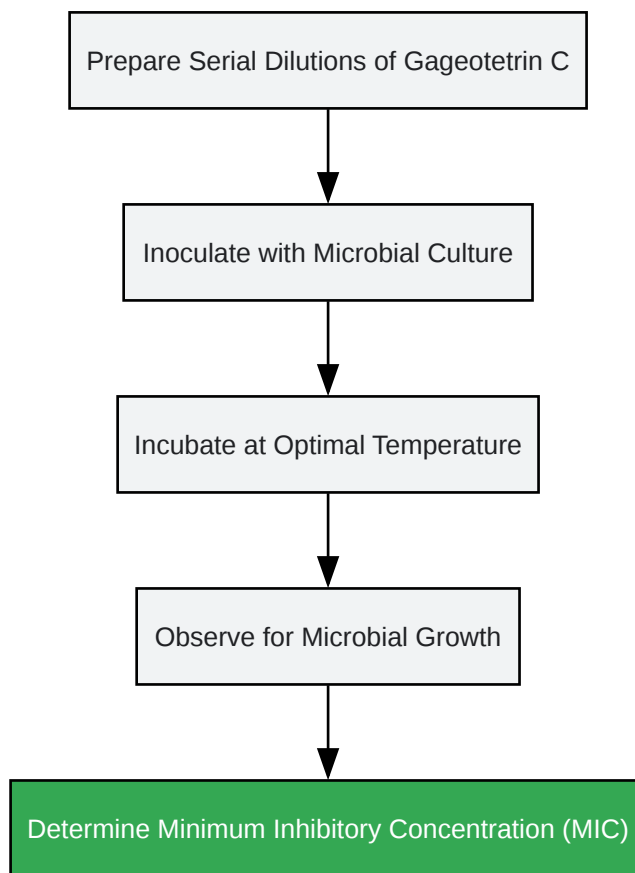 Prepare Serial Dilutions of Gageotetrin C
Inoculate with Microbial Culture
Incubate at Optimal Temperature
Observe for Microbial Growth
Determine Minimum Inhibitory Concentration (MIC)